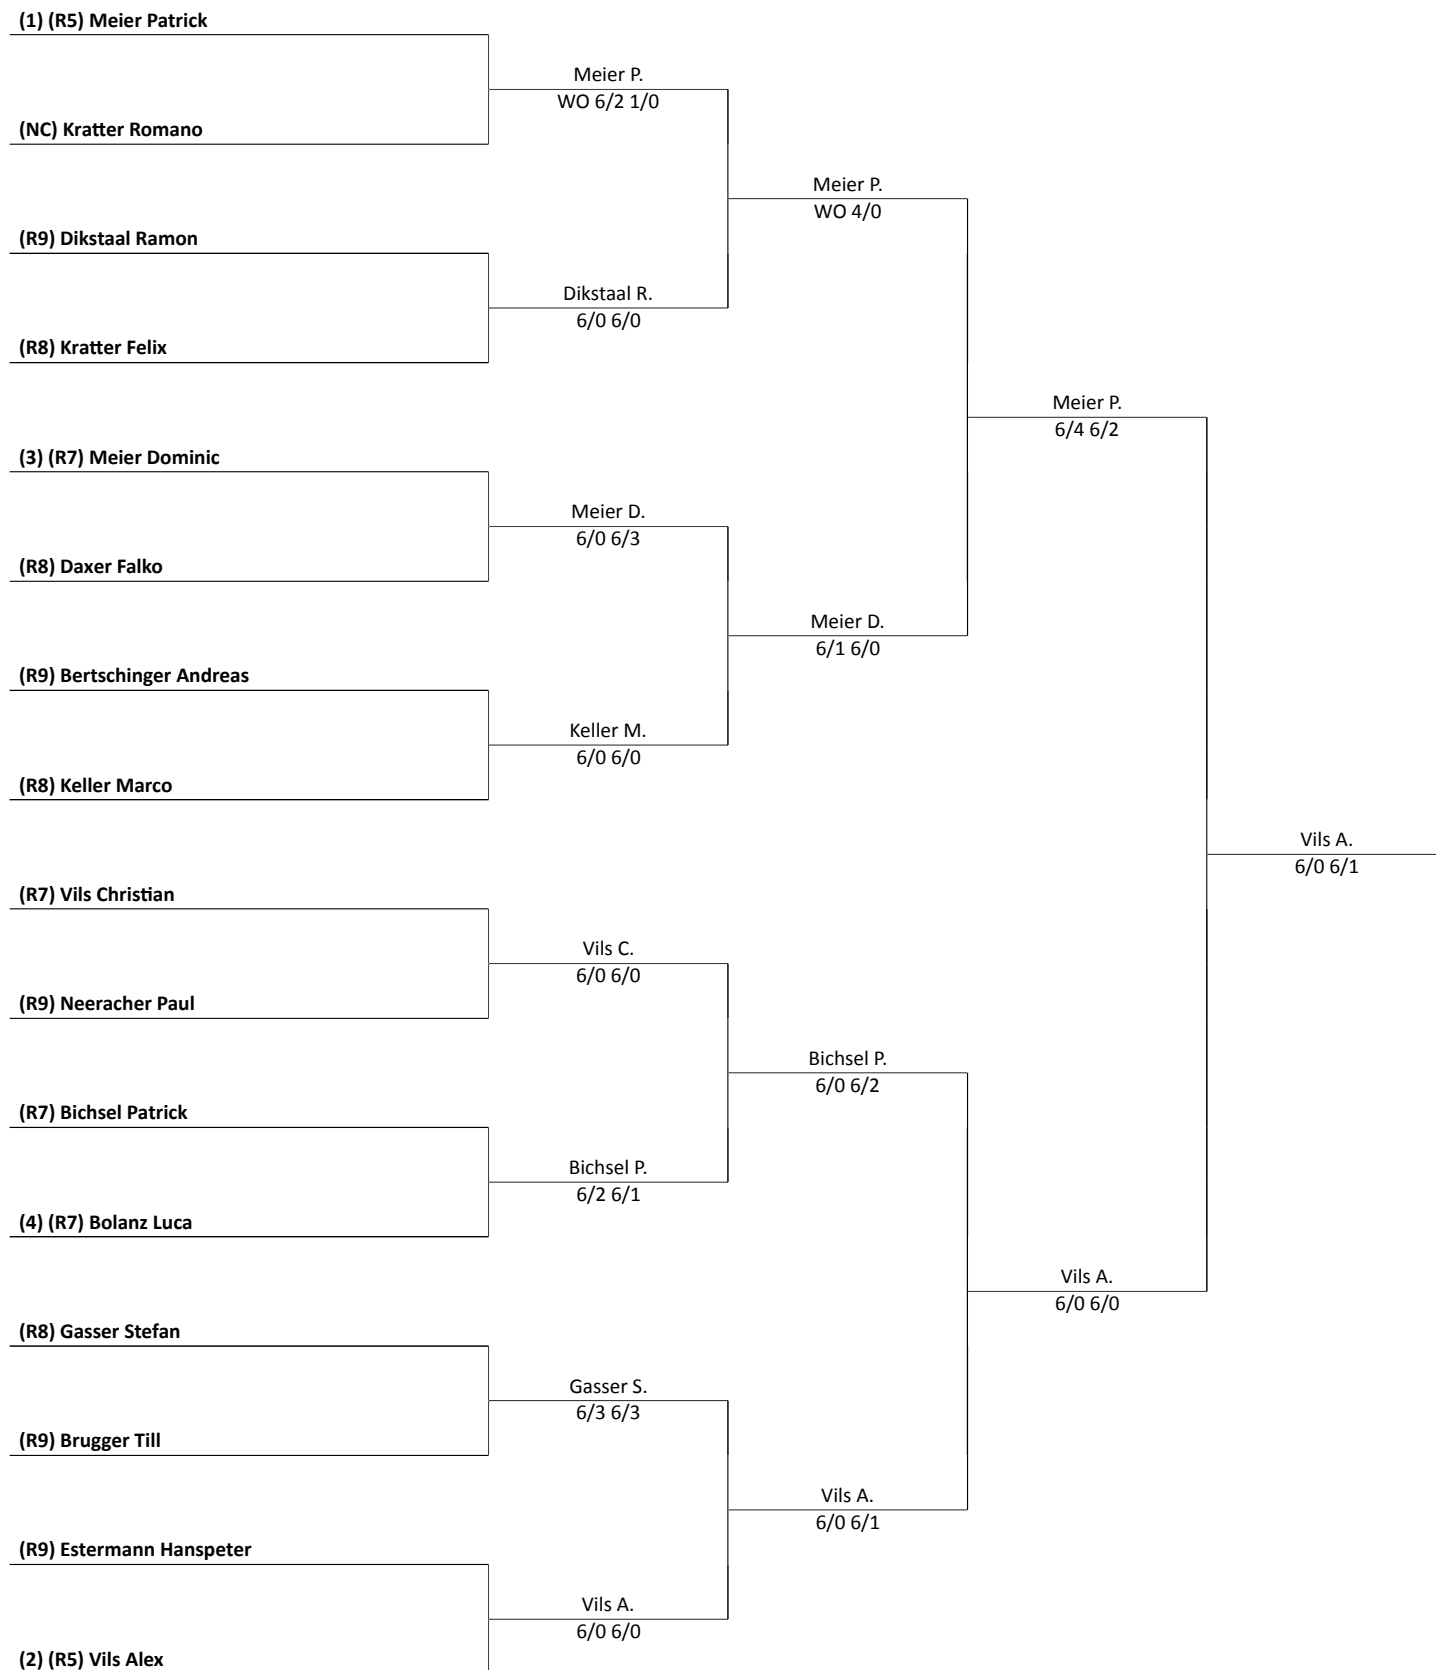 (1) (R5) Meier Patrick
Meier P.
WO 6/2 1/0
(NC) Kratter Romano
Meier P.
WO 4/0
(R9) Dikstaal Ramon
Dikstaal R.
6/0 6/0
(R8) Kratter Felix
Meier P.
6/4 6/2
(3) (R7) Meier Dominic
Meier D.
6/0 6/3
(R8) Daxer Falko
Meier D.
6/1 6/0
(R9) Bertschinger Andreas
Keller M.
6/0 6/0
(R8) Keller Marco
Vils A.
6/0 6/1
(R7) Vils Christian
Vils C.
6/0 6/0
(R9) Neeracher Paul
Bichsel P.
6/0 6/2
(R7) Bichsel Patrick
Bichsel P.
6/2 6/1
(4) (R7) Bolanz Luca
Vils A.
6/0 6/0
(R8) Gasser Stefan
Gasser S.
6/3 6/3
(R9) Brugger Till
Vils A.
6/0 6/1
(R9) Estermann Hanspeter
Vils A.
6/0 6/0
(2) (R5) Vils Alex